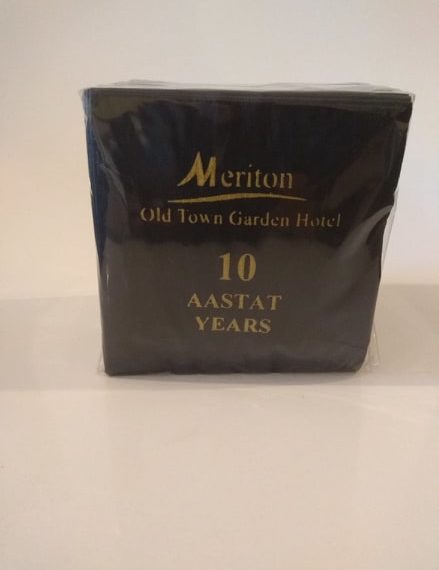 Meriton
Old Town Garden Hotel
10
AASTAT
YEARS